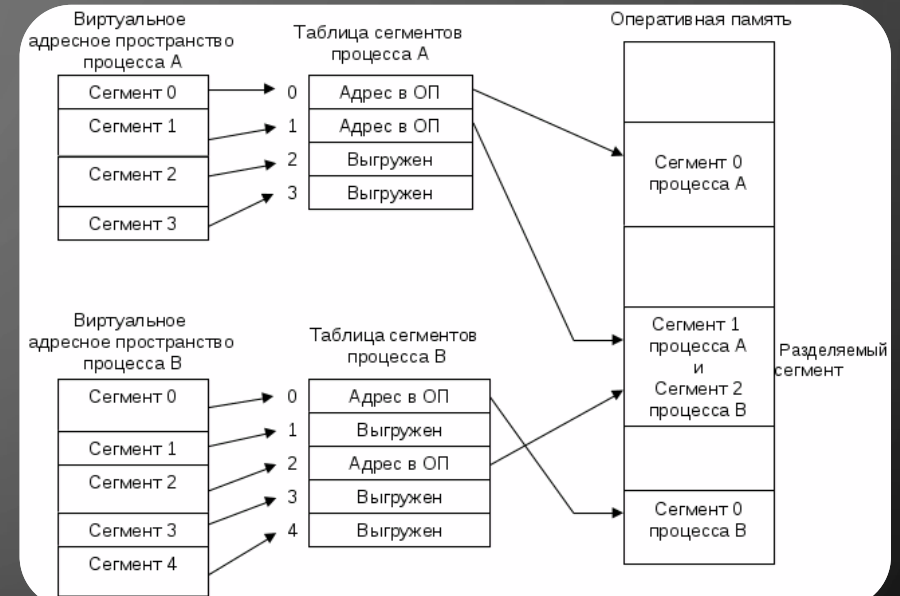 Виртуальное
адресное пространство
процесса А
Сегмент 0
Сегмент 1
Сегмент 2
Сегмент 3
Таблица сегментов
процесса А
0 Адрес в ОП
1 Адрес в ОП
2 Выгружен
3 Выгружен
Виртуальное
адресное пространство
процесса В
Сегмент 0
Сегмент 1
Сегмент 2
Сегмент 3
Сегмент 4
Таблица сегментов
процесса В
0 Адрес в ОП
1 Выгружен
2 Адрес в ОП
3 Выгружен
4 Выгружен
Оперативная память
Сегмент 0
процесса А
Сегмент 1
процесса А
и
Сегмент 2
процесса В
Разделяемый
сегмент
Сегмент 0
процесса В